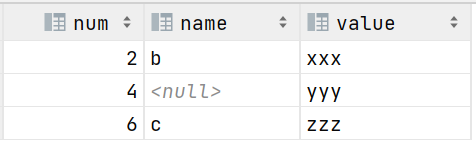 num name value
2 b xxx
4 <null> yyy
6 c zzz